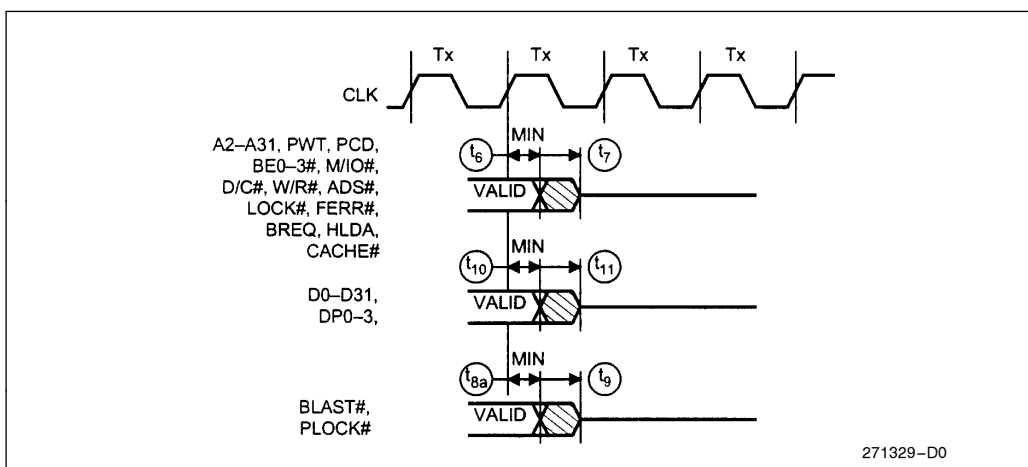 Tx Tx Tx Tx
CLK
MIN
A2–A31, PWT, PCD,
BE0–3#, M/IO#,
D/C#, W/R#, ADS#,
LOCK#, FERR#,
BREQ, HLDA,
CACHE#
t6 t7
VALID
MIN
t10 t11
D0–D31,
DP0–3,
VALID
MIN
t8a t9
BLAST#,
PLOCK#
VALID
271329–D0